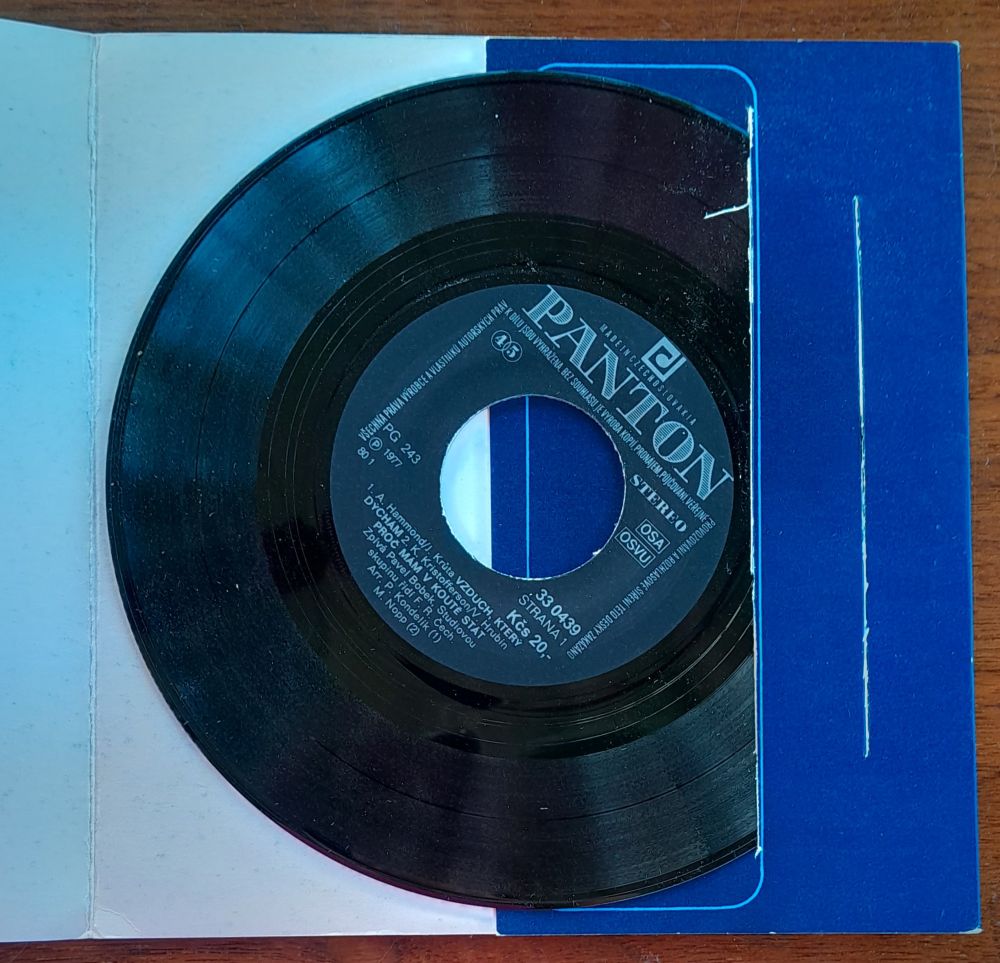 PANTON
MADE IN CZECHOSLOVAKIA
45
STEREO
OSA
OSVU
VŠECHNA PRÁVA VÝROBCE A VLASTNÍKŮ AUTORSKÝCH PRÁV K DÍLU JSOU VYHRAZENA. BEZ SOUHLASU JE VÝROBA KOPIÍ, PRONÁJEM, PŮJČOVÁNÍ, VEŘEJNÉ PROVOZOVÁNÍ A ROZHLASOVÉ ŠÍŘENÍ TÉTO DESKY ZAKÁZÁNO
PG 243
Ⓟ 1977
80 1
33 0439
STRANA 1
Kčs 20,-
1. A. Hammond/J. Krůta VZDUCH, KTERÝ
DÝCHÁM 2. K. Kristofferson/V. Hrubín
PROČ MÁM V KOUTĚ STÁT
Zpívá Pavel Bobek Studiovou
skupinu řídí F. R. Čech
Arr. P. Kondelík (1)
M. Nopp (2)